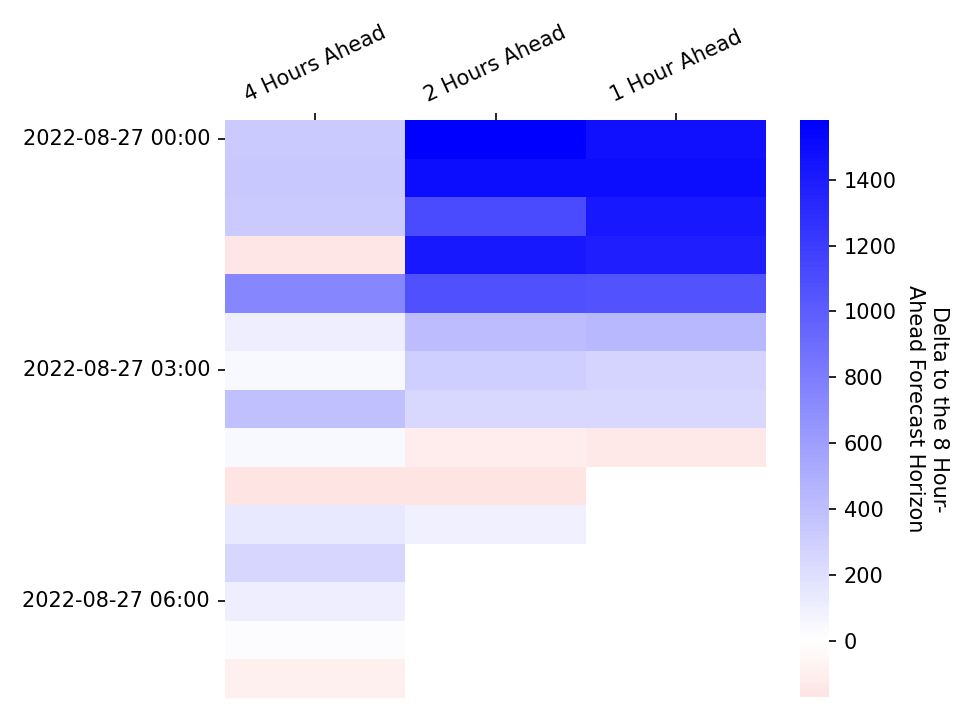 4 Hours Ahead
2 Hours Ahead
1 Hour Ahead
2022-08-27 00:00
2022-08-27 03:00
2022-08-27 06:00
1400
1200
1000
800
600
400
200
0
Delta to the 8 Hour-
Ahead Forecast Horizon